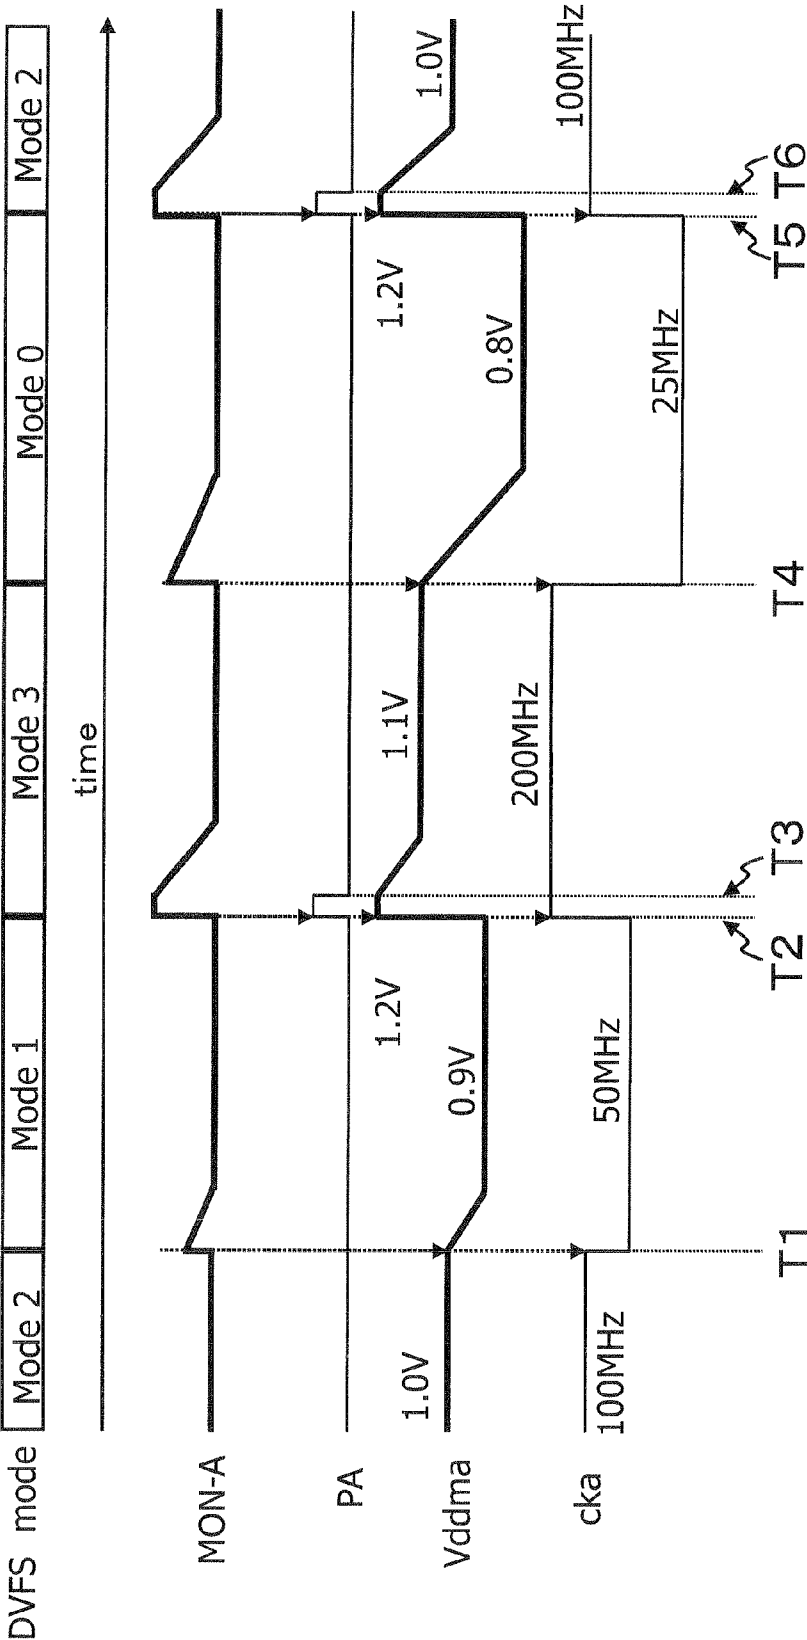 DVFS mode
Mode 2
Mode 1
Mode 3
Mode 0
Mode 2
time
MON-A
PA
Vddma
1.0V
0.9V
1.2V
1.1V
0.8V
1.2V
1.0V
cka
100MHz
50MHz
200MHz
25MHz
100MHz
T1
T2
T3
T4
T5
T6